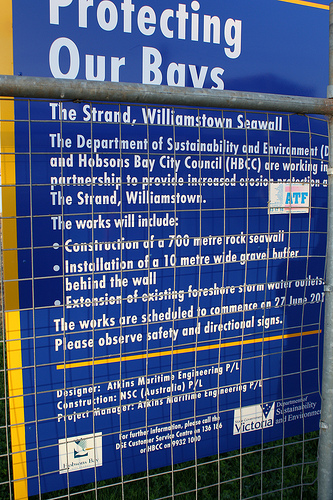 Protecting
Our Bays
The Strand, Williamstown Seawall
The Department of Sustainability and Environment (D
and Hobsons Bay City Council (HBCC) are working in
partnership to provide increased erosion protection a
The Strand, Williamstown.
ATF
The works will include:
• Construction of a 700 metre rock seawall
• Installation of a 10 metre wide gravel buffer
behind the wall
• Extension of existing foreshore storm water outlets.
The works are scheduled to commence on 27 June 201
Please observe safety and directional signs.
Designer: Atkins Maritime Engineering P/L
Construction: NSC (Australia) P/L
Project Manager: Atkins Maritime Engineering P/L
For further information, please call the
DSE Customer Service Centre on 136 186
or HBCC on 9932 1000
Hobsons Bay
Victoria
Department of
Sustainability
and Environme